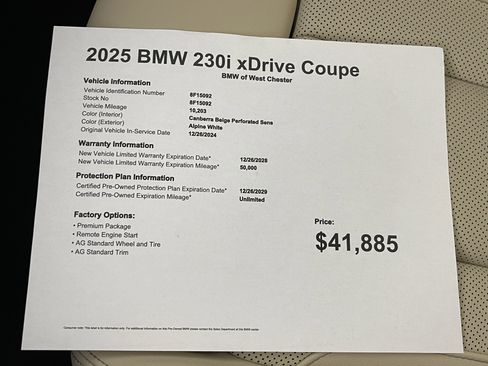 2025 BMW 230i xDrive Coupe
BMW of West Chester
Vehicle Information
Vehicle Identification Number 8F15092
Stock No 8F15092
Vehicle Mileage 10,203
Color (Interior) Canberra Beige Perforated Sens
Color (Exterior) Alpine White
Original Vehicle In-Service Date 12/26/2024
Warranty Information
New Vehicle Limited Warranty Expiration Date* 12/26/2028
New Vehicle Limited Warranty Expiration Mileage* 50,000
Protection Plan Information
Certified Pre-Owned Protection Plan Expiration Date* 12/26/2029
Certified Pre-Owned Expiration Mileage* Unlimited
Factory Options:
• Premium Package
• Remote Engine Start
• AG Standard Wheel and Tire
• AG Standard Trim
Price:
$41,885